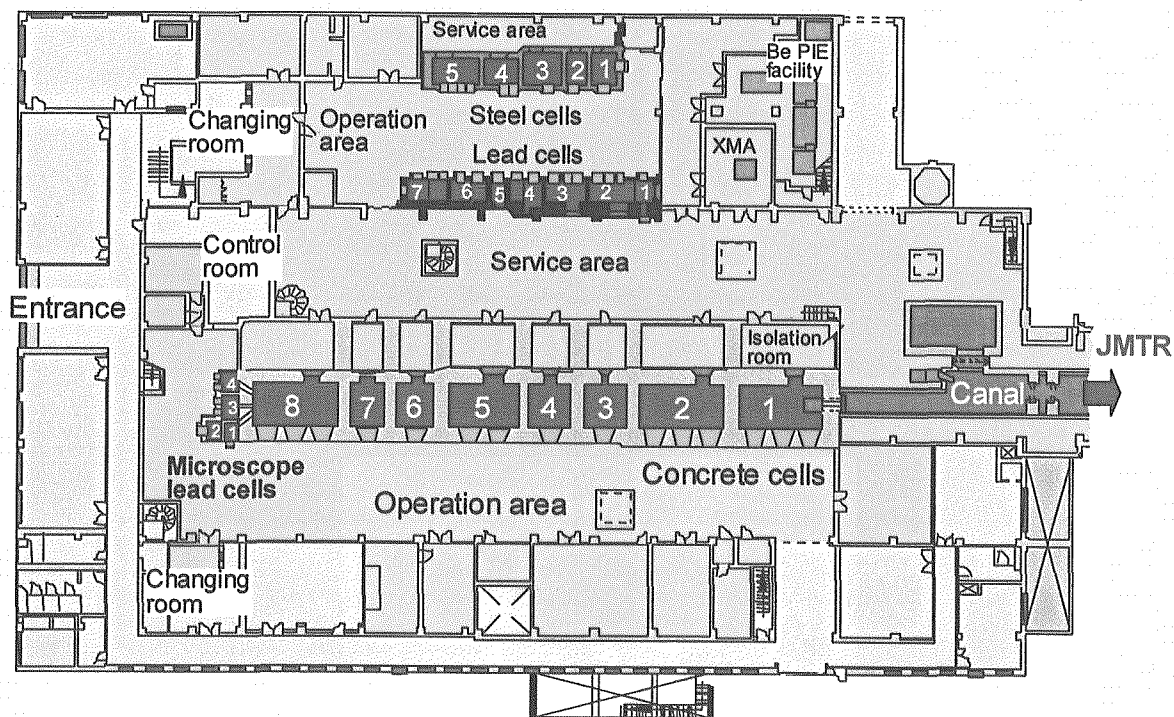 Service area
5 4 3 2 1
Be PIE
facility
Changing
room
Operation
area
Steel cells
XMA
Lead cells
7 6 5 4 3 2 1
Control
room
Service area
Entrance
Isolation
room
JMTR
4
3
2 1
8 7 6 5 4 3 2 1
Canal
Microscope
lead cells
Concrete cells
Operation area
Changing
room